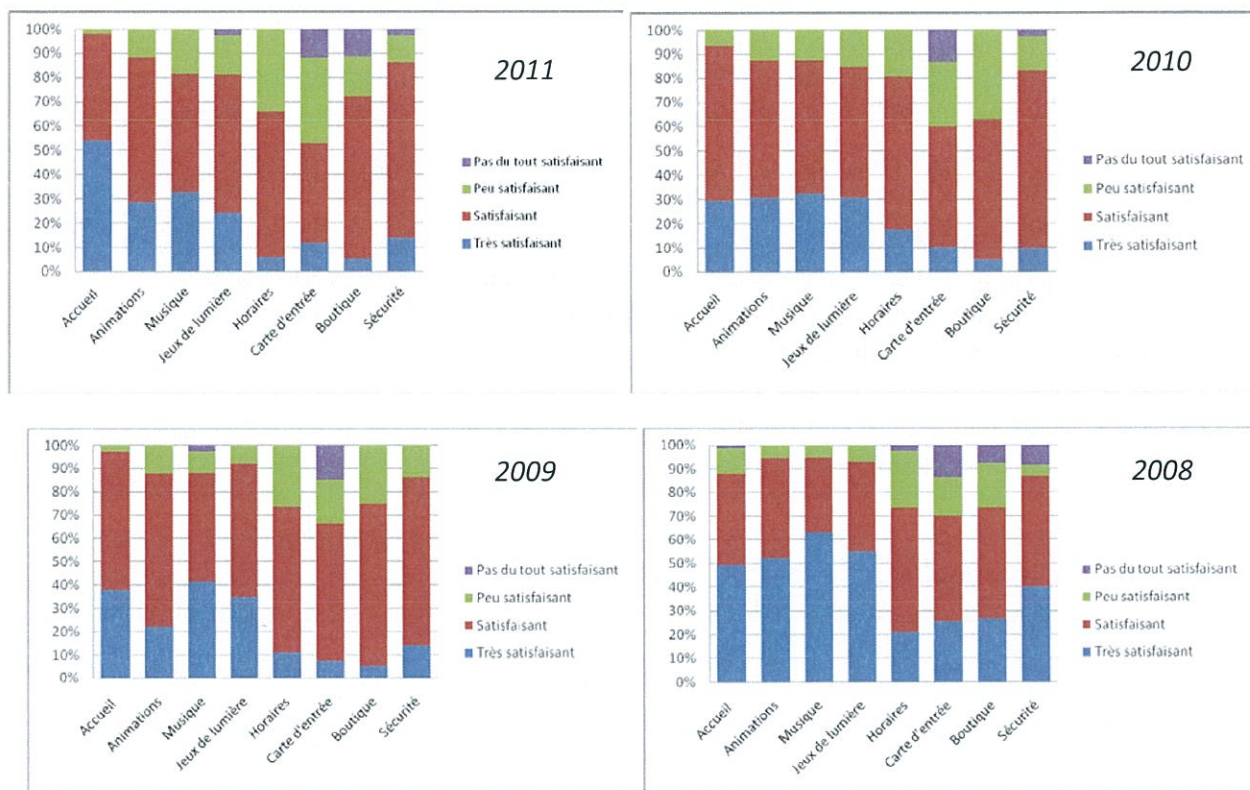 100%
90%
80%
70%
60%
50%
40%
30%
20%
10%
0%
Accueil
Animations
Musique
Jeux de lumière
Horaires
Carte d'entrée
Boutique
Sécurité
2011
Pas du tout satisfaisant
Peu satisfaisant
Satisfaisant
Très satisfaisant
100%
90%
80%
70%
60%
50%
40%
30%
20%
10%
0%
Accueil
Animations
Musique
Jeux de lumière
Horaires
Carte d'entrée
Boutique
Sécurité
2010
Pas du tout satisfaisant
Peu satisfaisant
Satisfaisant
Très satisfaisant
100%
90%
80%
70%
60%
50%
40%
30%
20%
10%
0%
Accueil
Animations
Musique
Jeux de lumière
Horaires
Carte d'entrée
Boutique
Sécurité
2009
Pas du tout satisfaisant
Peu satisfaisant
Satisfaisant
Très satisfaisant
100%
90%
80%
70%
60%
50%
40%
30%
20%
10%
0%
Accueil
Animations
Musique
Jeux de lumière
Horaires
Carte d'entrée
Boutique
Sécurité
2008
Pas du tout satisfaisant
Peu satisfaisant
Satisfaisant
Très satisfaisant